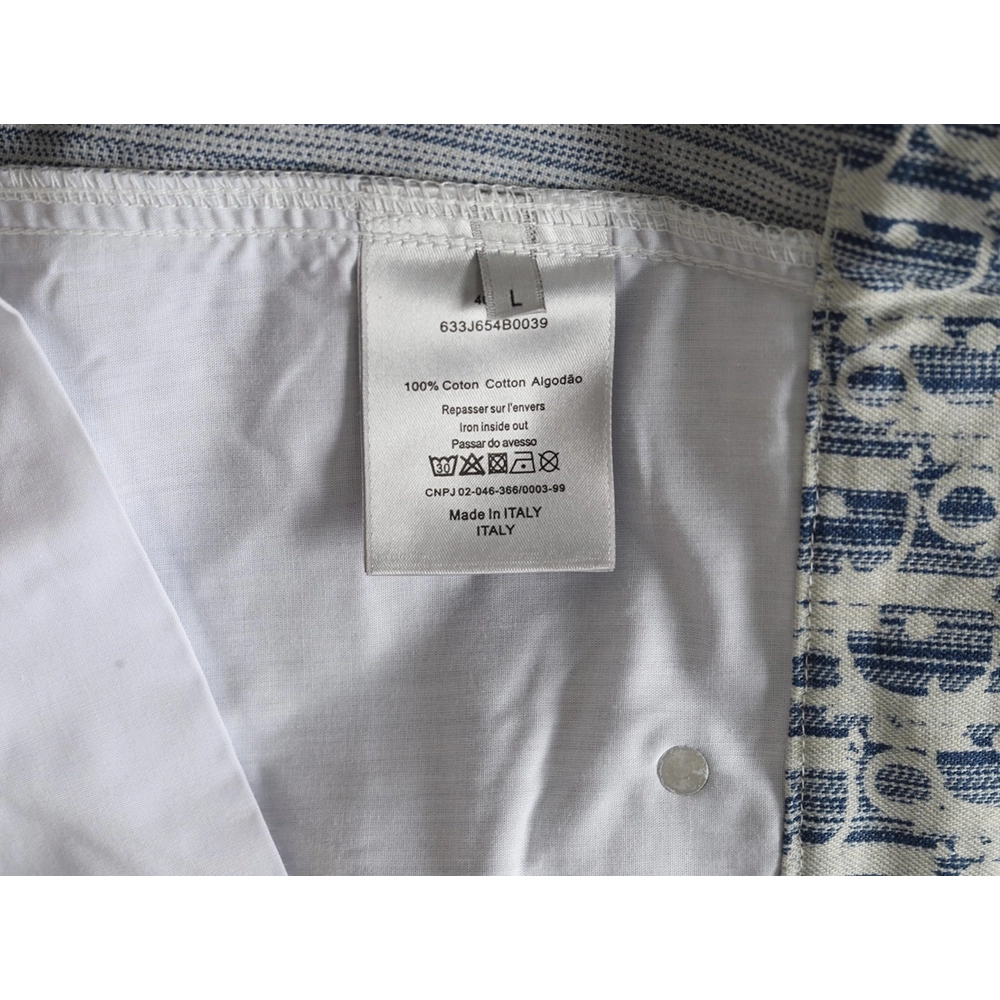 L
633J654B0039
100% Coton Cotton Algodão
Repasser sur l'envers
Iron inside out
Passar do avesso
30
CNPJ 02-046-366/0003-99
Made In ITALY
ITALY